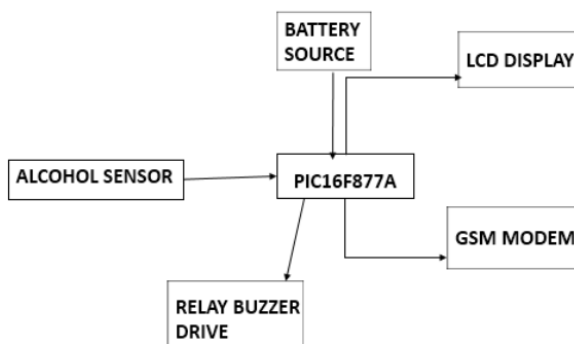 BATTERY
SOURCE
LCD DISPLAY
ALCOHOL SENSOR
PIC16F877A
GSM MODEM
RELAY BUZZER
DRIVE